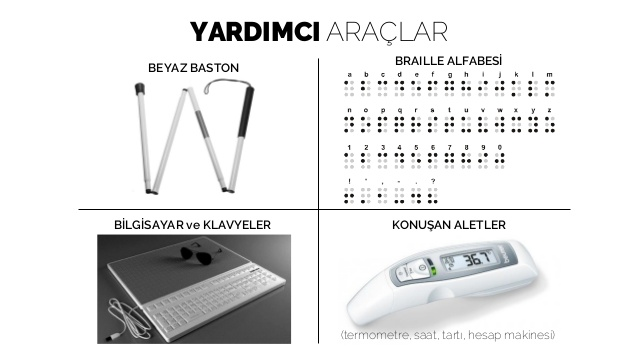 YARDIMCI ARAÇLAR
BEYAZ BASTON
BRAILLE ALFABESİ
a b c d e f g h i j k l m
n o p q r s t u v w x y z
1 2 3 4 5 6 7 8 9 0
! ' , - . ?
BİLGİSAYAR ve KLAVYELER
KONUŞAN ALETLER
36.7
(termometre, saat, tartı, hesap makinesi)